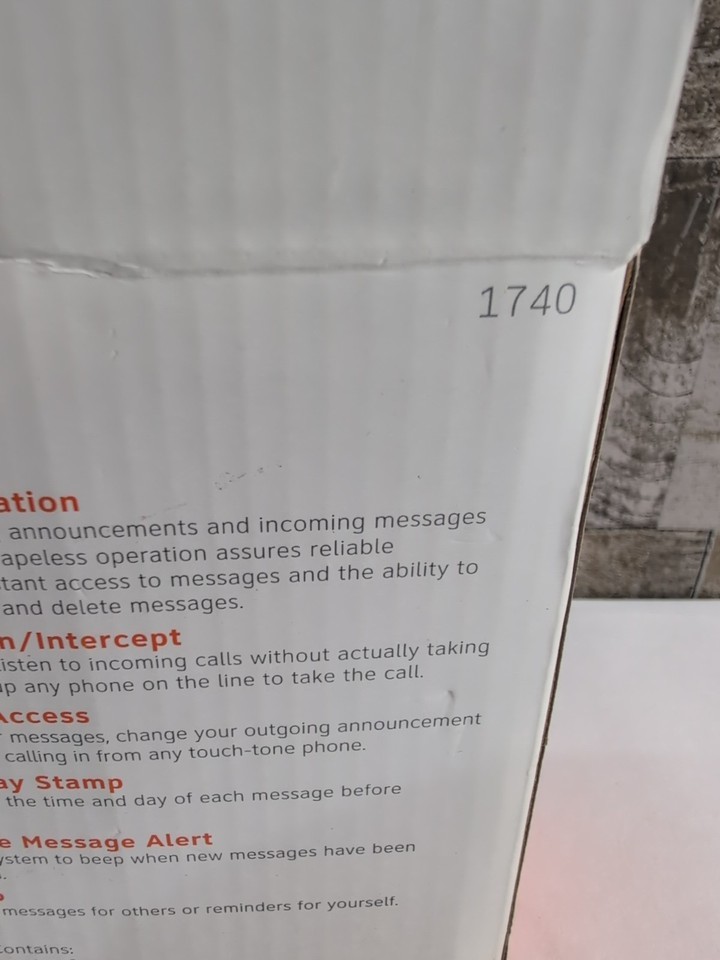 1740
ation
announcements and incoming messages
apeless operation assures reliable
tant access to messages and the ability to
and delete messages.
n/Intercept
isten to incoming calls without actually taking
up any phone on the line to take the call.
Access
r messages, change your outgoing announcement
calling in from any touch-tone phone.
ay Stamp
the time and day of each message before
e Message Alert
ystem to beep when new messages have been
messages for others or reminders for yourself.
Contains: